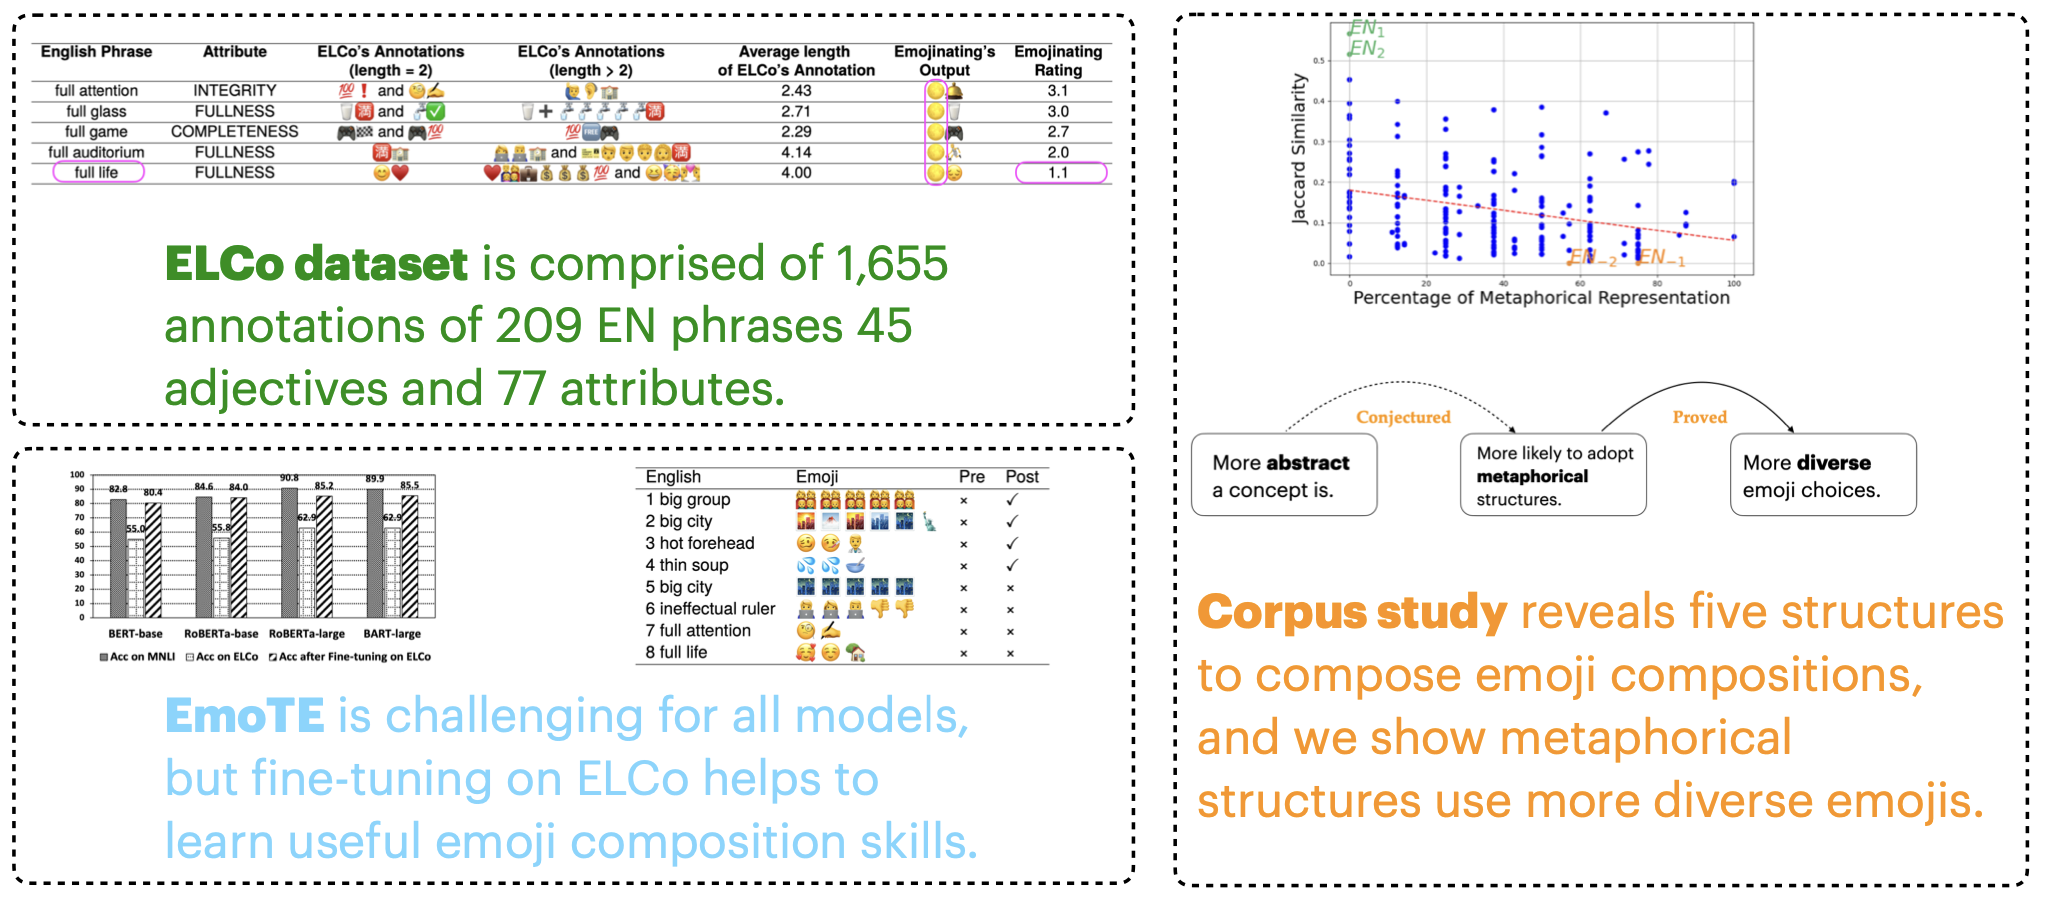 English Phrase Attribute ELCo's Annotations (length = 2) ELCo's Annotations (length > 2) Average length of ELCo's Annotation Emojinating's Output Emojinating Rating
full attention INTEGRITY 💯❗ and 🧐✍️ 🙋‍♂️👂🏫 2.43 3.1
full glass FULLNESS and 2.71 3.0
full game COMPLETENESS and 2.29 2.7
full auditorium FULLNESS and 4.14 2.0
full life FULLNESS and 4.00 1.1
ELCo dataset is comprised of 1,655
annotations of 209 EN phrases 45
adjectives and 77 attributes.
100
90
80
70
60
50
40
30
20
10
0
82.8 55.0 80.4
84.6 55.8 84.0
90.8 62.9 85.2
89.9 62.9 85.5
BERT-base RoBERTa-base RoBERTa-large BART-large
Acc on MNLI Acc on ELCo Acc after Fine-tuning on ELCo
English Emoji Pre Post
1 big group × ✓
2 big city × ✓
3 hot forehead × ✓
4 thin soup × ✓
5 big city × ×
6 ineffectual ruler × ×
7 full attention × ×
8 full life × ×
EmoTE is challenging for all models,
but fine-tuning on ELCo helps to
learn useful emoji composition skills.
EN1
EN2
Jaccard Similarity
0.5
0.4
0.3
0.2
0.1
0.0
EN−2 EN−1
0 20 40 60 80 100
Percentage of Metaphorical Representation
Conjectured Proved
More abstract
a concept is.
More likely to adopt
metaphorical
structures.
More diverse
emoji choices.
Corpus study reveals five structures
to compose emoji compositions,
and we show metaphorical
structures use more diverse emojis.